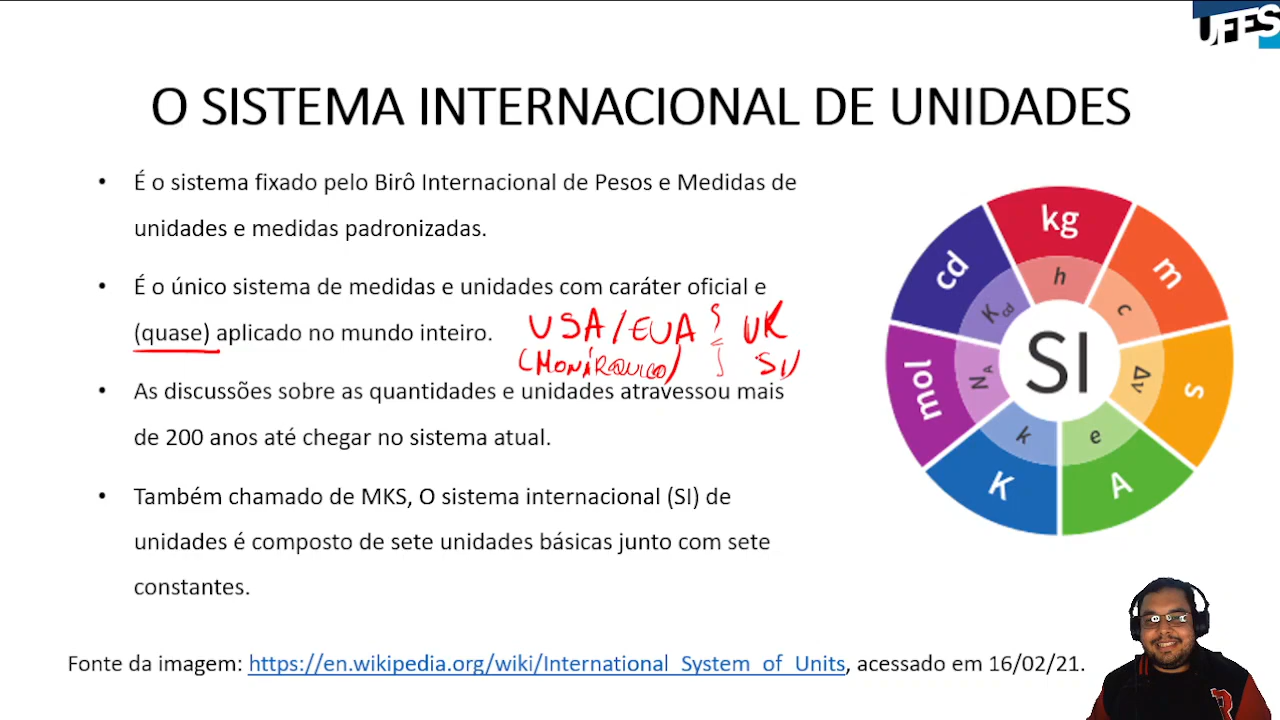 UFES
O SISTEMA INTERNACIONAL DE UNIDADES
• É o sistema fixado pelo Birô Internacional de Pesos e Medidas de
unidades e medidas padronizadas.
• É o único sistema de medidas e unidades com caráter oficial e
(quase) aplicado no mundo inteiro.
USA/EUA
UK
(MONÁRQUICO)
SI
• As discussões sobre as quantidades e unidades atravessou mais
de 200 anos até chegar no sistema atual.
• Também chamado de MKS, O sistema internacional (SI) de
unidades é composto de sete unidades básicas junto com sete
constantes.
kg
m
s
A
K
mol
cd
h
c
Δν
e
k
N_A
K_cd
SI
Fonte da imagem: https://en.wikipedia.org/wiki/International_System_of_Units, acessado em 16/02/21.